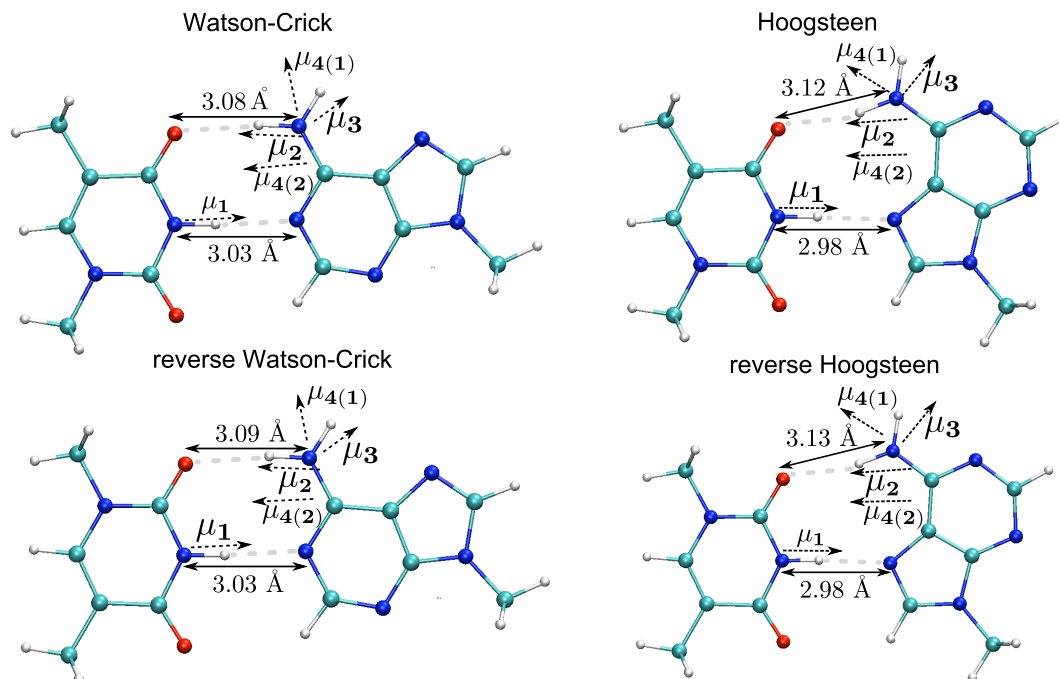 Watson-Crick
μ4(1)
3.08 Å
μ3
μ2
μ4(2)
μ1
3.03 Å
Hoogsteen
μ4(1)
3.12 Å
μ3
μ2
μ4(2)
μ1
2.98 Å
reverse Watson-Crick
μ4(1)
3.09 Å
μ3
μ2
μ4(2)
μ1
3.03 Å
reverse Hoogsteen
μ4(1)
3.13 Å
μ3
μ2
μ4(2)
μ1
2.98 Å